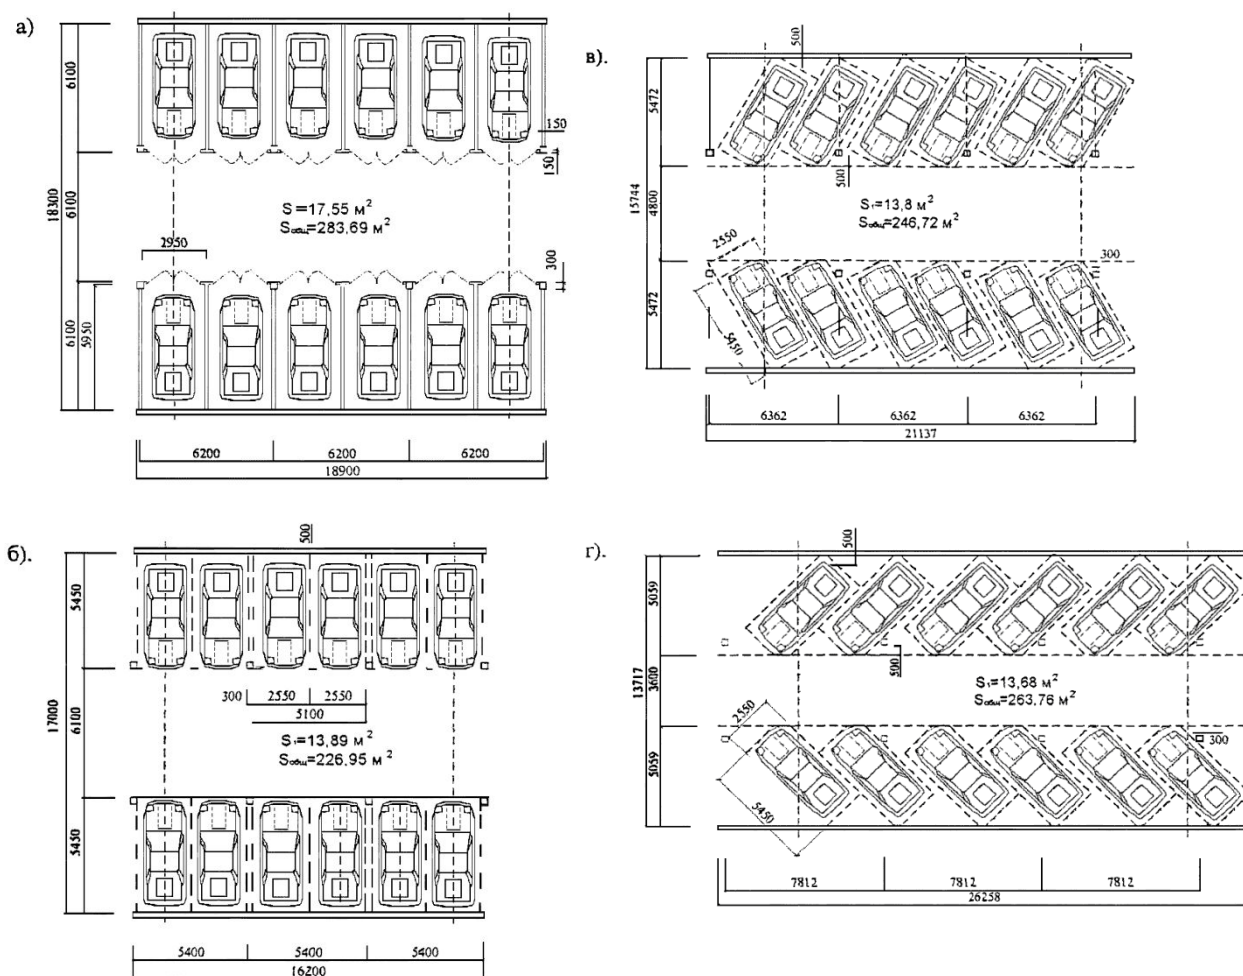 а).
6100
6100
6100
18300
5950
2950
150
150
300
S =17,55 м²
Sобщ=283,69 м²
6200 6200 6200
18900
в).
500
5472
4800
5472
15744
500
S₁=13,8 м²
Sобщ=246,72 м²
2550
300
5450
6362 6362 6362
21137
б).
500
5450
6100
5450
17000
300 2550 2550
5100
S₁=13,89 м²
Sобщ=226,95 м²
5400 5400 5400
16200
г).
500
5059
3600
5059
13717
500
S₁=13,68 м²
Sобщ=263,76 м²
2550
300
5450
7812 7812 7812
26258